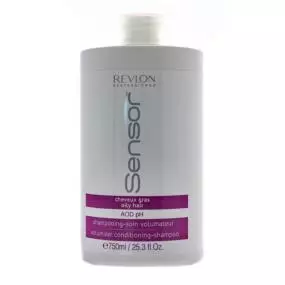 REVLON
PROFESSIONAL
Sensor
cheveux gras
oily hair
ACID pH
shampooing-soin volumateur
volumizer conditioning-shampoo
℮750ml / 25.3 fl.Oz.